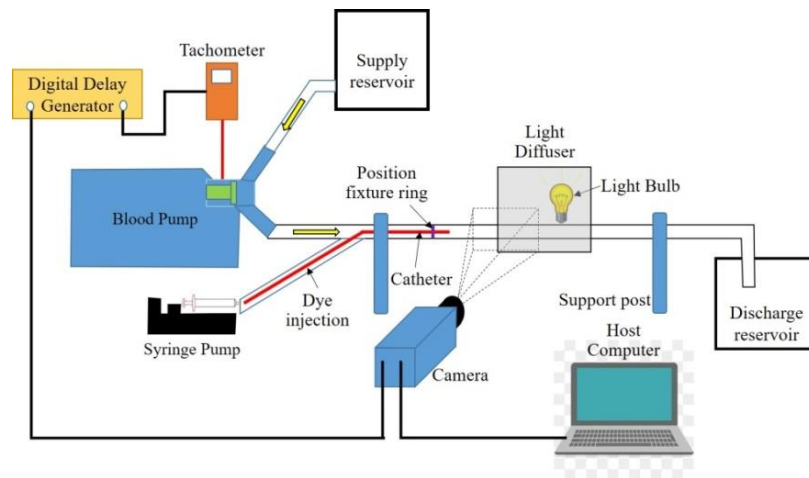 Tachometer
Supply
reservoir
Digital Delay
Generator
Light
Diffuser
Position
fixture ring
Light Bulb
Blood Pump
Catheter
Dye
injection
Support post
Discharge
reservoir
Syringe Pump
Host
Computer
Camera